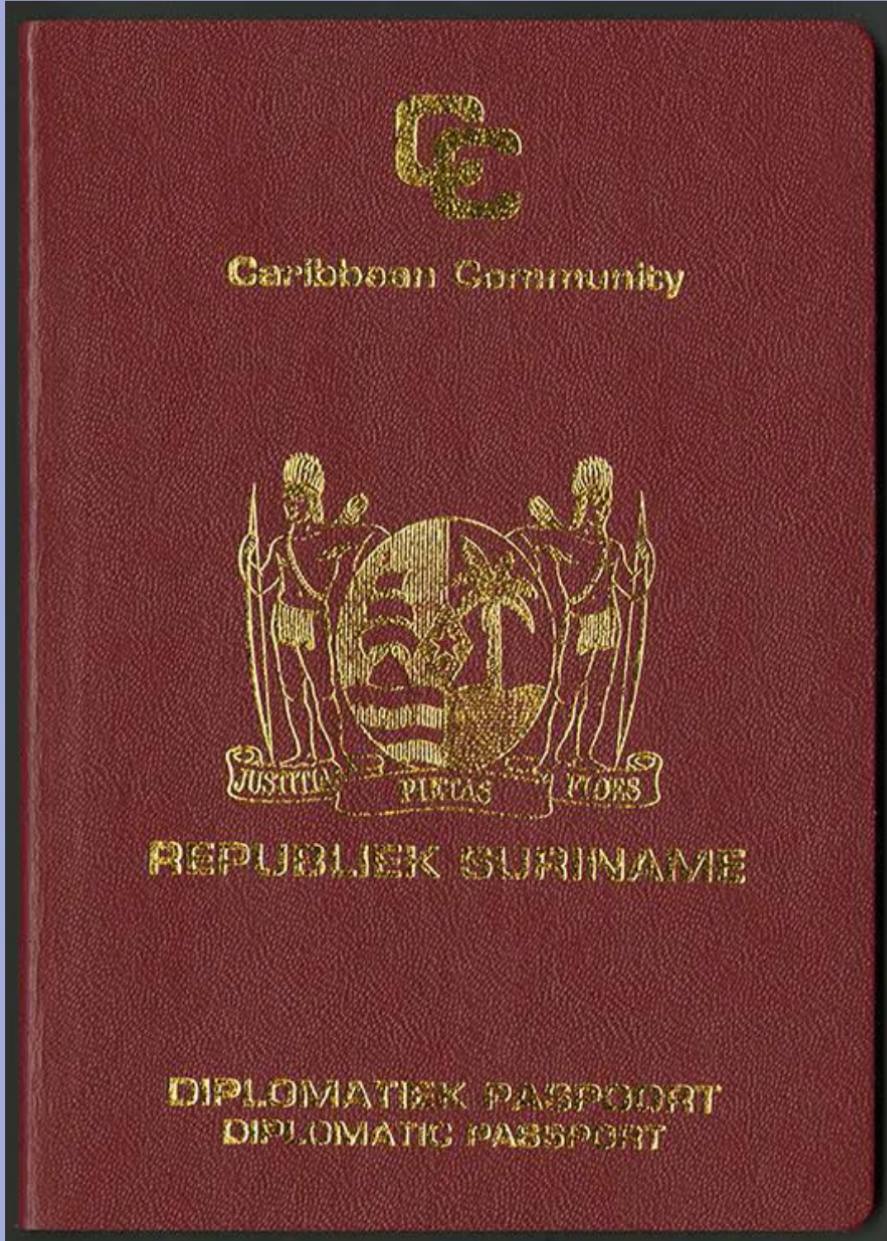 CC
Caribbean Community
JUSTITIA PIETAS FIDES
REPUBLIEK SURINAME
DIPLOMATIEK PASPOORT
DIPLOMATIC PASSPORT